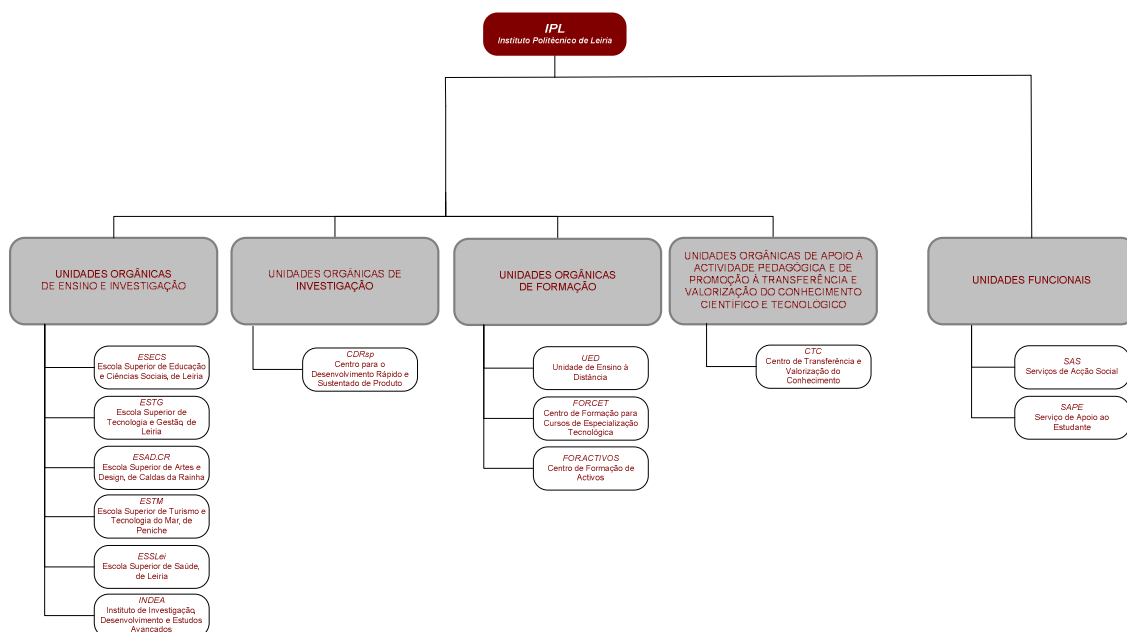 IPL
Instituto Politécnico de Leiria
UNIDADES ORGÂNICAS
DE ENSINO E INVESTIGAÇÃO
UNIDADES ORGÂNICAS DE
INVESTIGAÇÃO
UNIDADES ORGÂNICAS
DE FORMAÇÃO
UNIDADES ORGÂNICAS DE APOIO À
ACTIVIDADE PEDAGÓGICA E DE
PROMOÇÃO À TRANSFERÊNCIA E
VALORIZAÇÃO DO CONHECIMENTO
CIENTÍFICO E TECNOLÓGICO
UNIDADES FUNCIONAIS
ESECS
Escola Superior de Educação
e Ciências Sociais, de Leiria
ESTG
Escola Superior de
Tecnologia e Gestão, de
Leiria
ESAD.CR
Escola Superior de Artes e
Design, de Caldas da Rainha
ESTM
Escola Superior de Turismo e
Tecnologia do Mar, de
Peniche
ESSLei
Escola Superior de Saúde,
de Leiria
INDEA
Instituto de Investigação,
Desenvolvimento e Estudos
Avançados
CDRsp
Centro para o
Desenvolvimento Rápido e
Sustentado de Produto
UED
Unidade de Ensino à
Distância
FORCET
Centro de Formação para
Cursos de Especialização
Tecnológica
FOR.ACTIVOS
Centro de Formação de
Activos
CTC
Centro de Transferência e
Valorização do
Conhecimento
SAS
Serviços de Acção Social
SAPE
Serviço de Apoio ao
Estudante